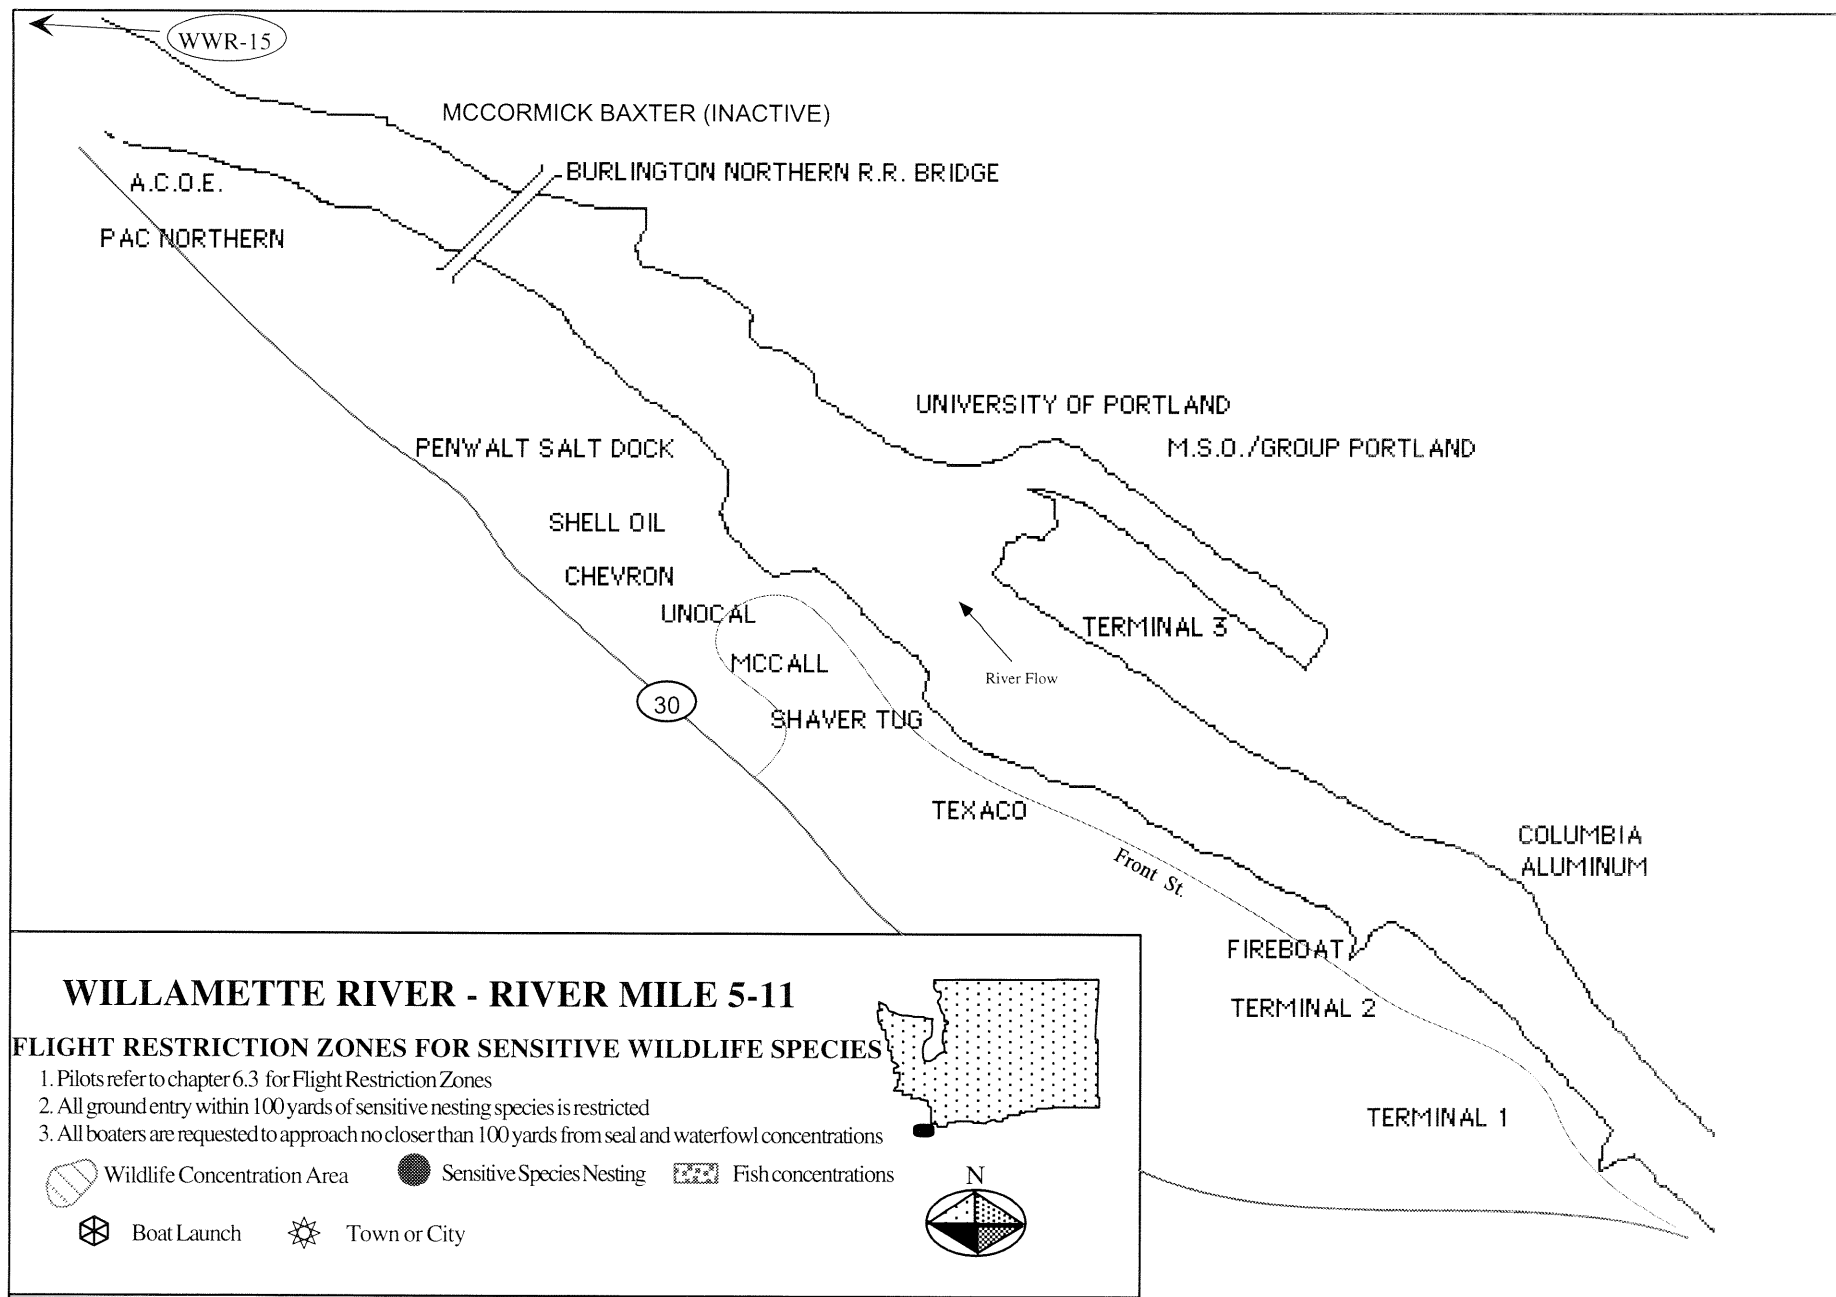 WWR-15
MCCORMICK BAXTER (INACTIVE)
BURLINGTON NORTHERN R.R. BRIDGE
A.C.O.E.
PAC NORTHERN
UNIVERSITY OF PORTLAND
M.S.O./GROUP PORTLAND
PENWALT SALT DOCK
SHELL OIL
CHEVRON
UNOCAL
TERMINAL 3
MCCALL
River Flow
30
SHAVER TUG
TEXACO
COLUMBIA
ALUMINUM
Front St.
FIREBOAT
TERMINAL 2
TERMINAL 1
WILLAMETTE RIVER - RIVER MILE 5-11
FLIGHT RESTRICTION ZONES FOR SENSITIVE WILDLIFE SPECIES
1. Pilots refer to chapter 6.3 for Flight Restriction Zones
2. All ground entry within 100 yards of sensitive nesting species is restricted
3. All boaters are requested to approach no closer than 100 yards from seal and waterfowl concentrations
Wildlife Concentration Area
Sensitive Species Nesting
Fish concentrations
N
Boat Launch
Town or City